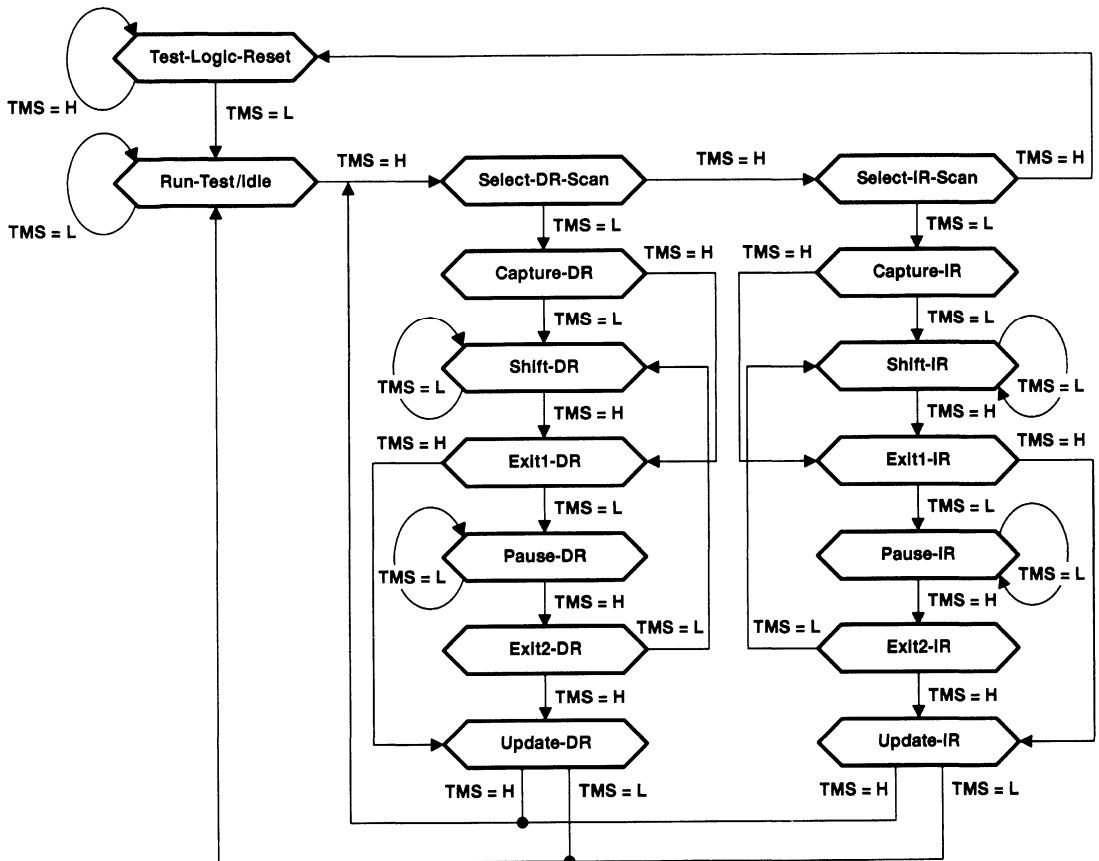 Test-Logic-Reset
TMS = H
TMS = L
Run-Test/Idle
TMS = H
Select-DR-Scan
TMS = H
Select-IR-Scan
TMS = H
TMS = L
TMS = L
TMS = L
Capture-DR
TMS = H
TMS = H
Capture-IR
TMS = L
TMS = L
Shift-DR
Shift-IR
TMS = L
TMS = L
TMS = H
TMS = H
TMS = H
Exit1-DR
Exit1-IR
TMS = H
TMS = L
TMS = L
Pause-DR
Pause-IR
TMS = L
TMS = L
TMS = H
TMS = H
Exit2-DR
TMS = L
TMS = L
Exit2-IR
TMS = H
TMS = H
Update-DR
Update-IR
TMS = H
TMS = L
TMS = H
TMS = L